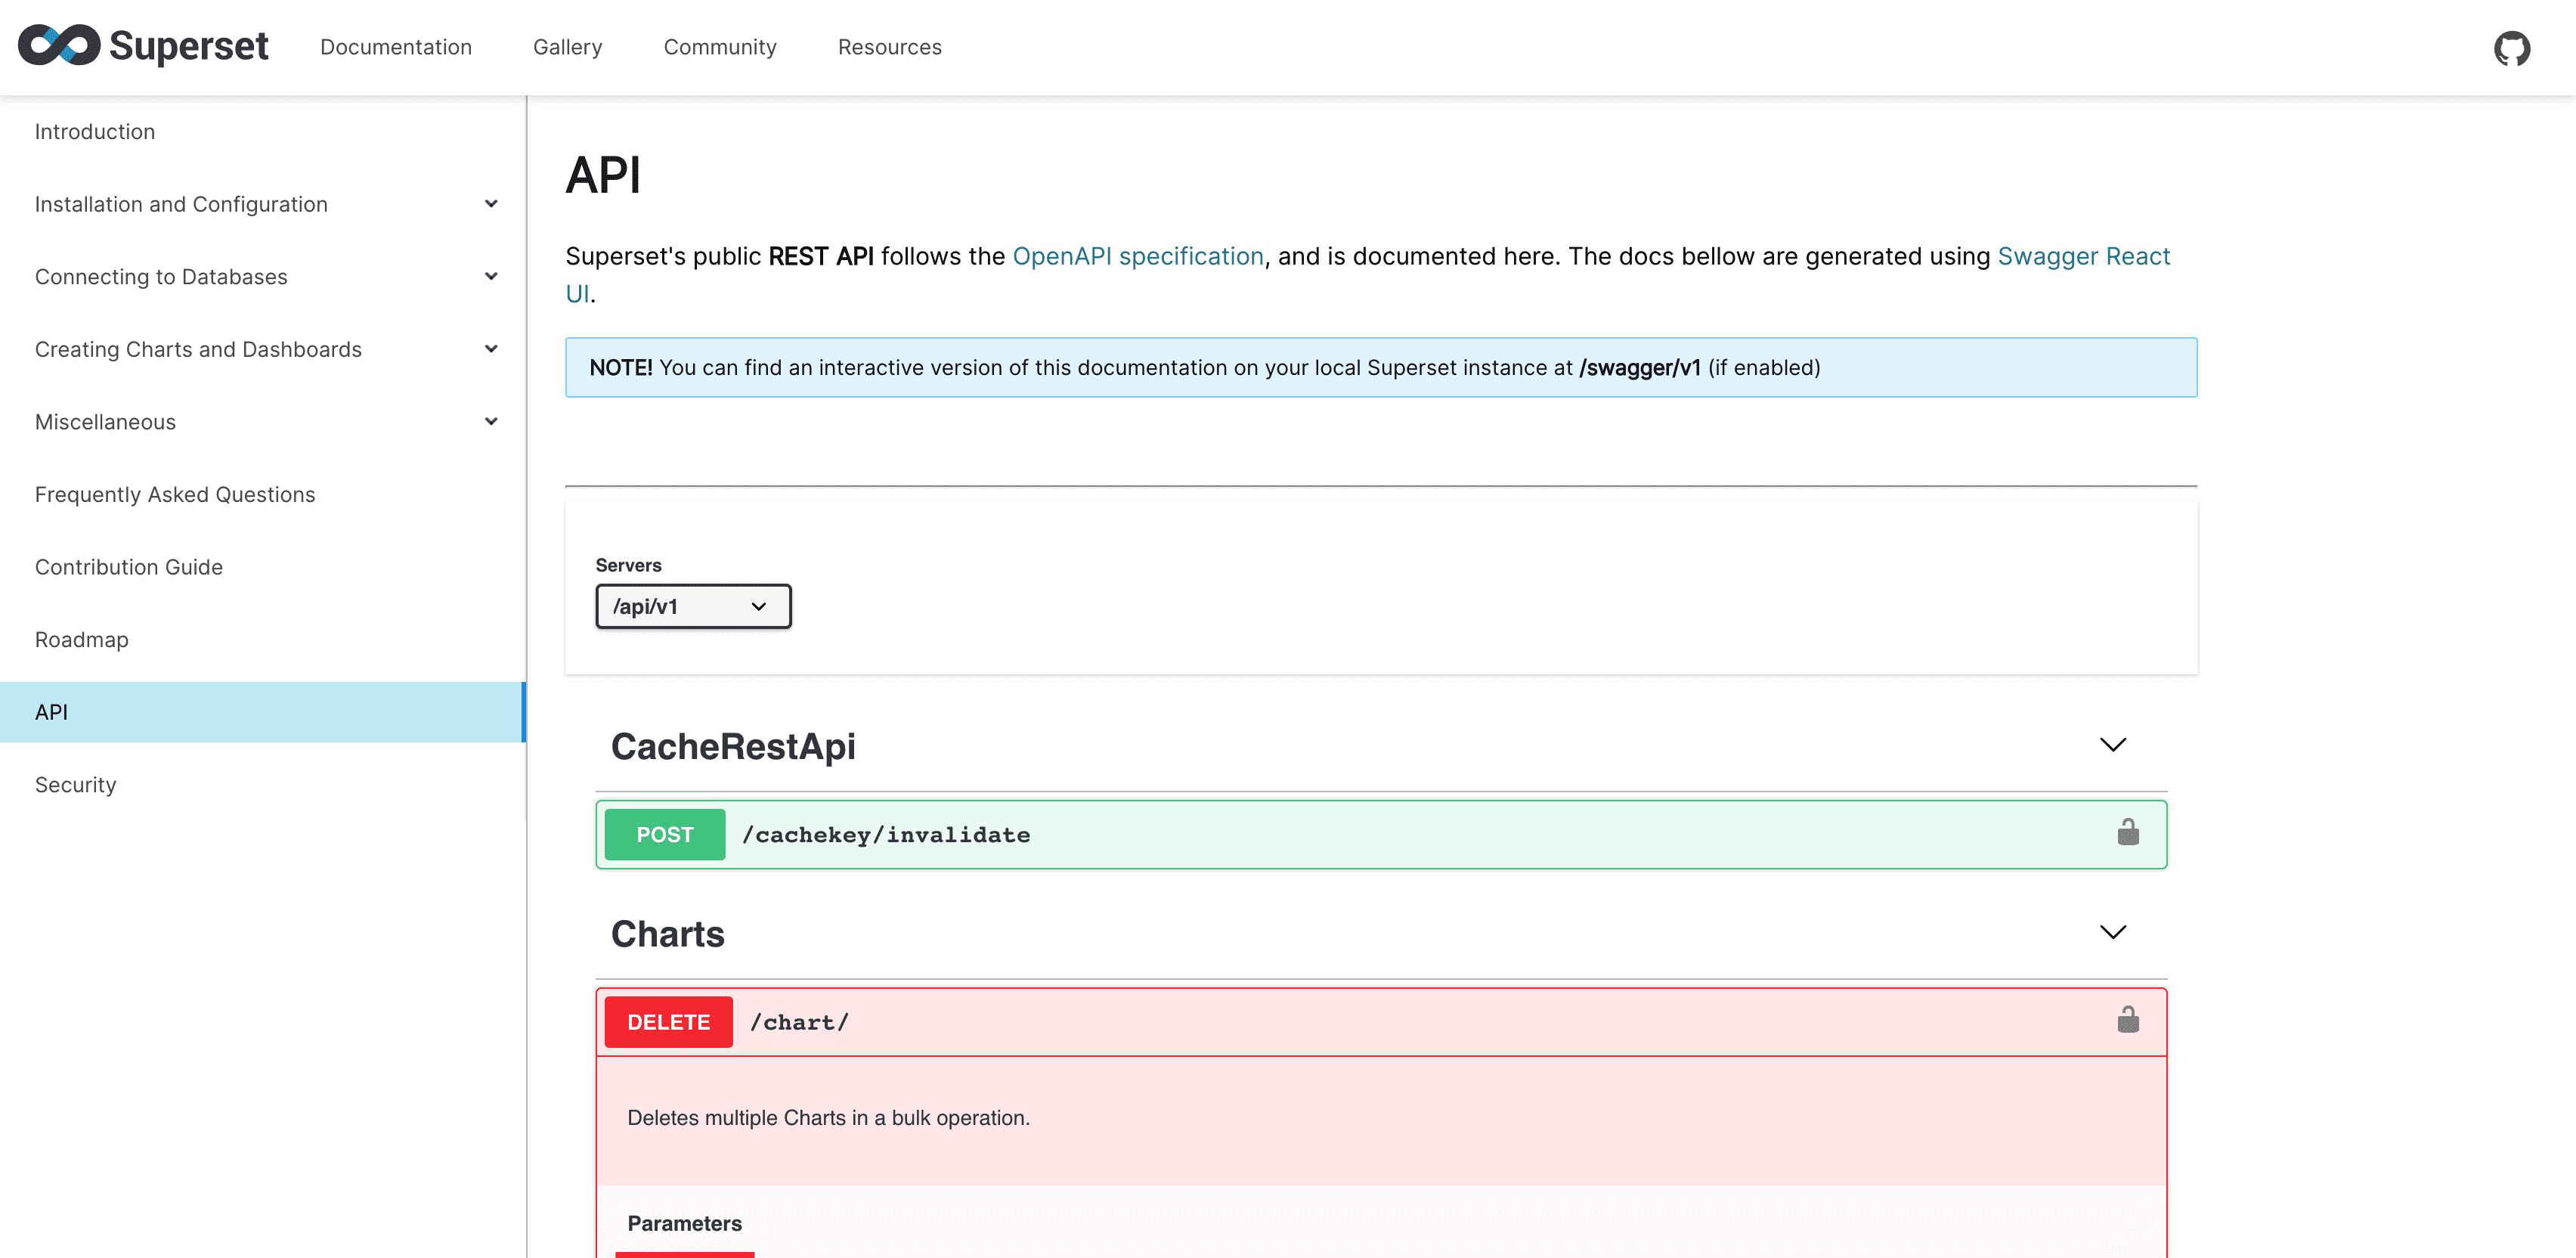 Superset
Documentation
Gallery
Community
Resources
Introduction
Installation and Configuration
Connecting to Databases
Creating Charts and Dashboards
Miscellaneous
Frequently Asked Questions
Contribution Guide
Roadmap
API
Security
API
Superset's public REST API follows the OpenAPI specification, and is documented here. The docs bellow are generated using Swagger React
UI.
NOTE! You can find an interactive version of this documentation on your local Superset instance at /swagger/v1 (if enabled)
Servers
/api/v1
CacheRestApi
POST /cachekey/invalidate
Charts
DELETE /chart/
Deletes multiple Charts in a bulk operation.
Parameters